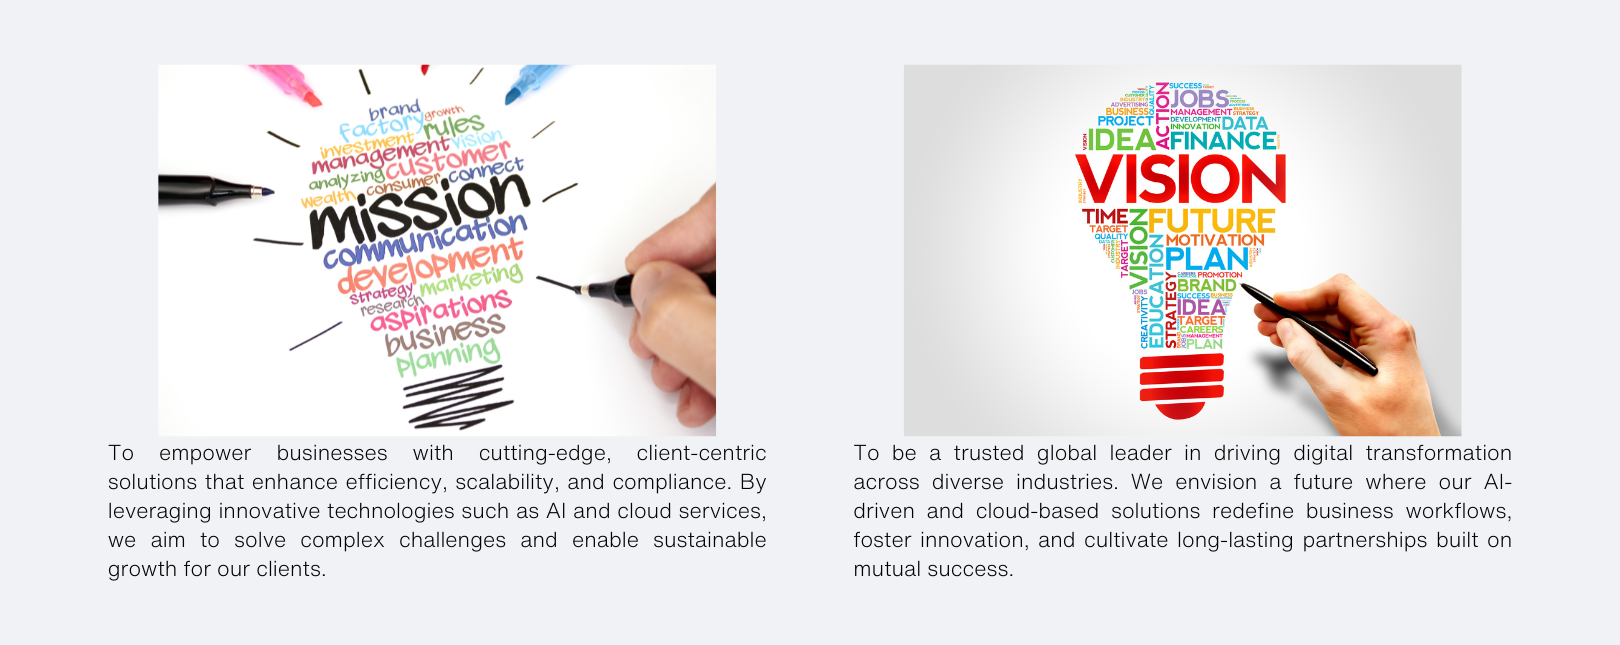 brand
growth
factory
rules
investment
vision
management
customer
analyzing
connect
consumer
wealth
mission
communication
development
marketing
strategy
research
aspirations
business
planning
To empower businesses with cutting-edge, client-centric
solutions that enhance efficiency, scalability, and compliance. By
leveraging innovative technologies such as AI and cloud services,
we aim to solve complex challenges and enable sustainable
growth for our clients.
SUCCESS
ACTION
QUALITY
JOBS
ADVERTISING
BUSINESS
MANAGEMENT
STRATEGY
PROJECT
DEVELOPMENT
INNOVATION
DATA
VISION
IDEA
FINANCE
VISION
TIME
FUTURE
TARGET
QUALITY
VISION
MOTIVATION
TARGET
EDUCATION
PLAN
PROMOTION
STRATEGY
BRAND
JOBS
SUCCESS
CREATIVITY
IDEA
TARGET
CAREERS
MANAGEMENT
PLAN
To be a trusted global leader in driving digital transformation
across diverse industries. We envision a future where our AI-
driven and cloud-based solutions redefine business workflows,
foster innovation, and cultivate long-lasting partnerships built on
mutual success.